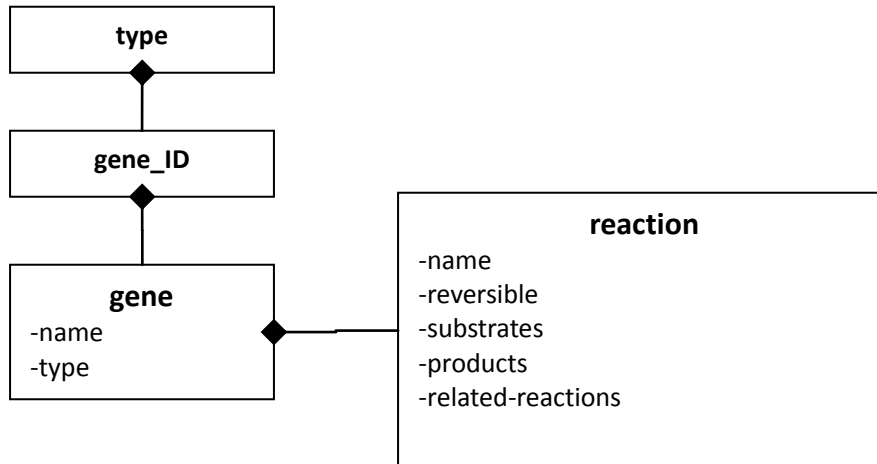 type
gene_ID
gene
-name
-type
reaction
-name
-reversible
-substrates
-products
-related-reactions